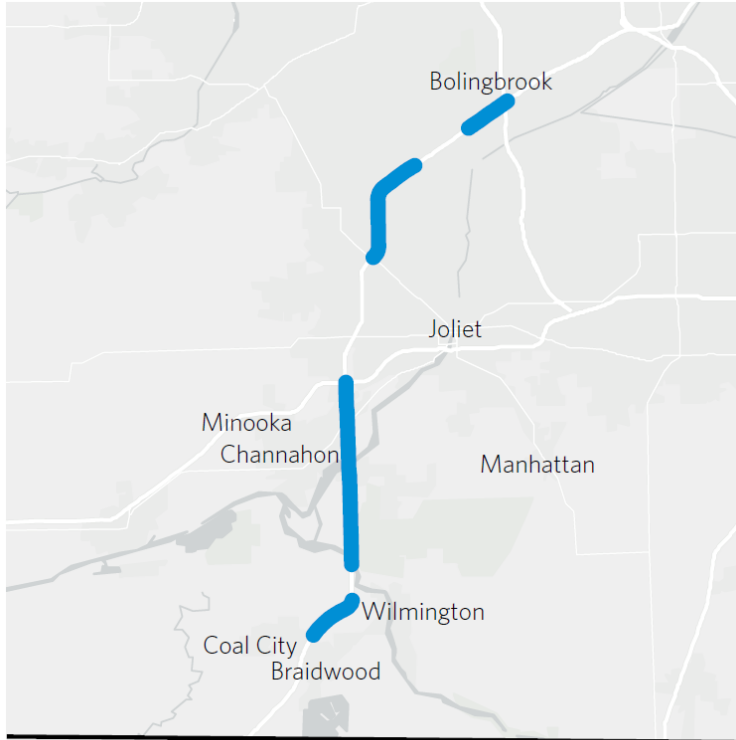 Bolingbrook
Joliet
Minooka
Channahon
Manhattan
Wilmington
Coal City
Braidwood